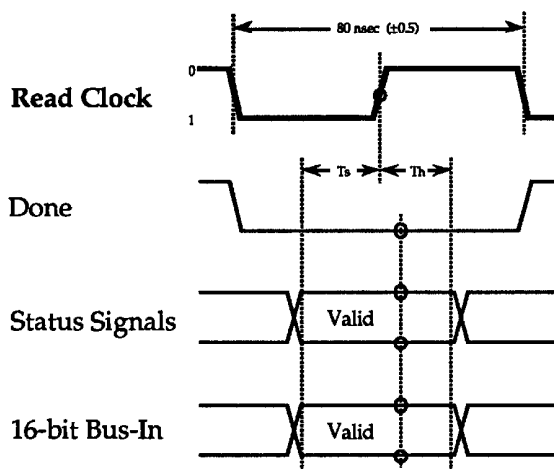 80 nsec (±0.5)
0
Read Clock
1
Ts
Th
Done
Status Signals
Valid
16-bit Bus-In
Valid